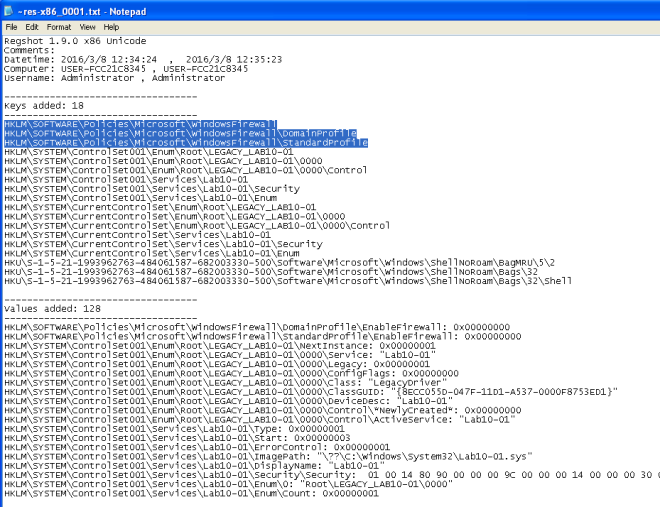 ~res-x86_0001.txt - Notepad
File Edit Format View Help
Regshot 1.9.0 x86 Unicode
Comments:
Datetime: 2016/3/8 12:34:24  ,  2016/3/8 12:35:23
Computer: USER-FCC21C8345 , USER-FCC21C8345
Username: Administrator , Administrator
----------------------------------
Keys added: 18
----------------------------------
HKLM\SOFTWARE\Policies\Microsoft\WindowsFirewall
HKLM\SOFTWARE\Policies\Microsoft\WindowsFirewall\DomainProfile
HKLM\SOFTWARE\Policies\Microsoft\WindowsFirewall\StandardProfile
HKLM\SYSTEM\ControlSet001\Enum\Root\LEGACY_LAB10-01
HKLM\SYSTEM\ControlSet001\Enum\Root\LEGACY_LAB10-01\0000
HKLM\SYSTEM\ControlSet001\Enum\Root\LEGACY_LAB10-01\0000\Control
HKLM\SYSTEM\ControlSet001\Services\Lab10-01
HKLM\SYSTEM\ControlSet001\Services\Lab10-01\Security
HKLM\SYSTEM\ControlSet001\Services\Lab10-01\Enum
HKLM\SYSTEM\CurrentControlSet\Enum\Root\LEGACY_LAB10-01
HKLM\SYSTEM\CurrentControlSet\Enum\Root\LEGACY_LAB10-01\0000
HKLM\SYSTEM\CurrentControlSet\Enum\Root\LEGACY_LAB10-01\0000\Control
HKLM\SYSTEM\CurrentControlSet\Services\Lab10-01
HKLM\SYSTEM\CurrentControlSet\Services\Lab10-01\Security
HKLM\SYSTEM\CurrentControlSet\Services\Lab10-01\Enum
HKU\S-1-5-21-1993962763-484061587-682003330-500\Software\Microsoft\Windows\ShellNoRoam\BagMRU\5\2
HKU\S-1-5-21-1993962763-484061587-682003330-500\Software\Microsoft\Windows\ShellNoRoam\Bags\32
HKU\S-1-5-21-1993962763-484061587-682003330-500\Software\Microsoft\Windows\ShellNoRoam\Bags\32\Shell
----------------------------------
Values added: 128
----------------------------------
HKLM\SOFTWARE\Policies\Microsoft\WindowsFirewall\DomainProfile\EnableFirewall: 0x00000000
HKLM\SOFTWARE\Policies\Microsoft\WindowsFirewall\StandardProfile\EnableFirewall: 0x00000000
HKLM\SYSTEM\ControlSet001\Enum\Root\LEGACY_LAB10-01\NextInstance: 0x00000001
HKLM\SYSTEM\ControlSet001\Enum\Root\LEGACY_LAB10-01\0000\Service: "Lab10-01"
HKLM\SYSTEM\ControlSet001\Enum\Root\LEGACY_LAB10-01\0000\Legacy: 0x00000001
HKLM\SYSTEM\ControlSet001\Enum\Root\LEGACY_LAB10-01\0000\ConfigFlags: 0x00000000
HKLM\SYSTEM\ControlSet001\Enum\Root\LEGACY_LAB10-01\0000\Class: "LegacyDriver"
HKLM\SYSTEM\ControlSet001\Enum\Root\LEGACY_LAB10-01\0000\ClassGUID: "{8ECC055D-047F-11D1-A537-0000F8753ED1}"
HKLM\SYSTEM\ControlSet001\Enum\Root\LEGACY_LAB10-01\0000\DeviceDesc: "Lab10-01"
HKLM\SYSTEM\ControlSet001\Enum\Root\LEGACY_LAB10-01\0000\Control\*NewlyCreated*: 0x00000000
HKLM\SYSTEM\ControlSet001\Enum\Root\LEGACY_LAB10-01\0000\Control\ActiveService: "Lab10-01"
HKLM\SYSTEM\ControlSet001\Services\Lab10-01\Type: 0x00000001
HKLM\SYSTEM\ControlSet001\Services\Lab10-01\Start: 0x00000003
HKLM\SYSTEM\ControlSet001\Services\Lab10-01\ErrorControl: 0x00000001
HKLM\SYSTEM\ControlSet001\Services\Lab10-01\ImagePath: "\??\C:\Windows\System32\Lab10-01.sys"
HKLM\SYSTEM\ControlSet001\Services\Lab10-01\DisplayName: "Lab10-01"
HKLM\SYSTEM\ControlSet001\Services\Lab10-01\Security\Security:  01 00 14 80 90 00 00 00 9C 00 00 00 14 00 00 00 30 0
HKLM\SYSTEM\ControlSet001\Services\Lab10-01\Enum\0: "Root\LEGACY_LAB10-01\0000"
HKLM\SYSTEM\ControlSet001\Services\Lab10-01\Enum\Count: 0x00000001